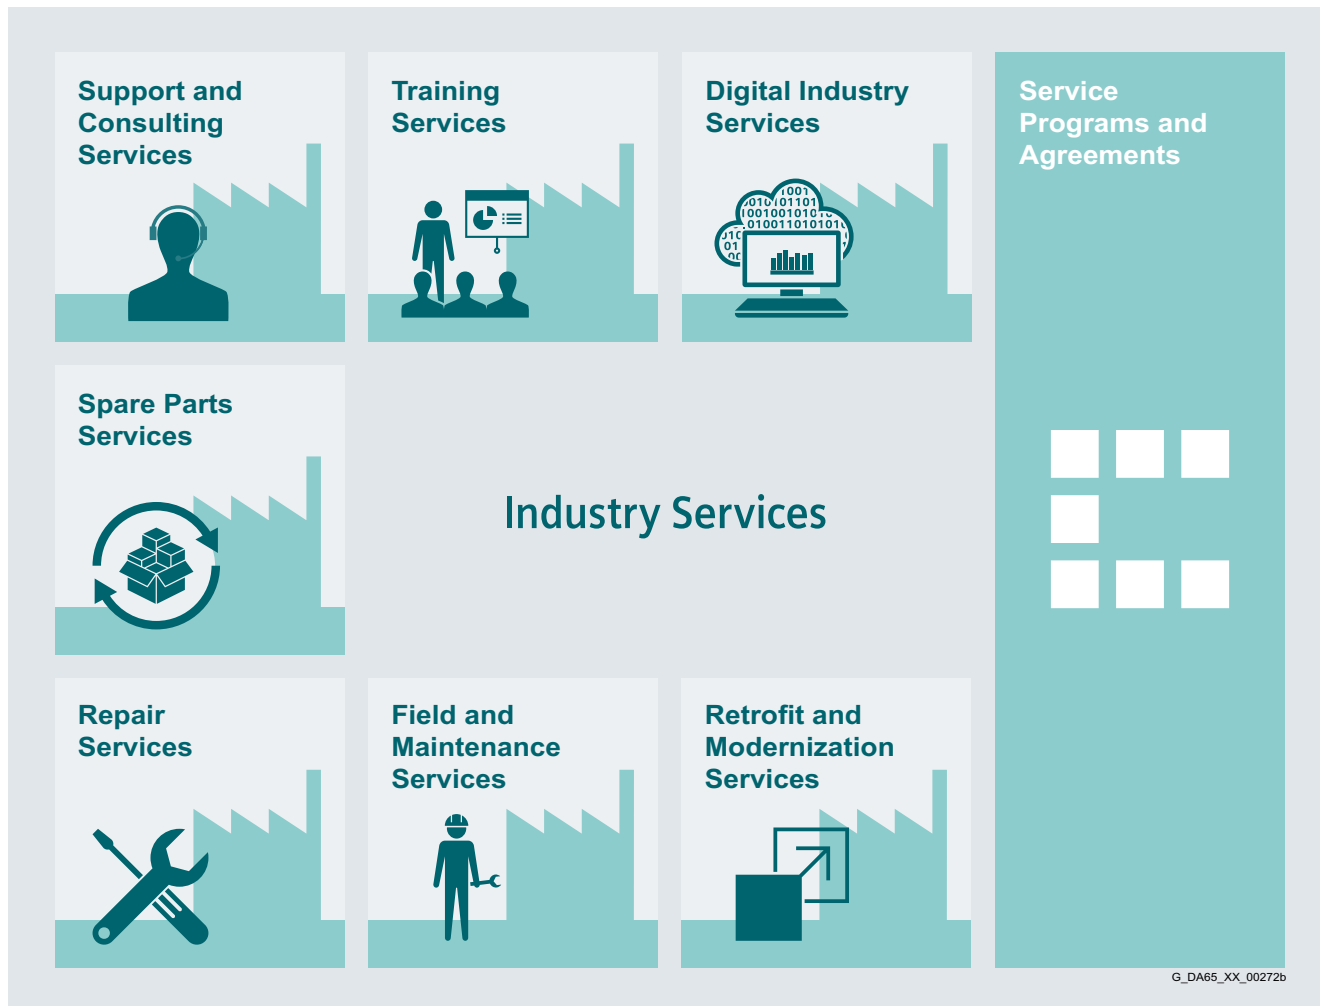 Support and
Consulting
Services
Training
Services
Digital Industry
Services
Service
Programs and
Agreements
Spare Parts
Services
Industry Services
Repair
Services
Field and
Maintenance
Services
Retrofit and
Modernization
Services
G_DA65_XX_00272b